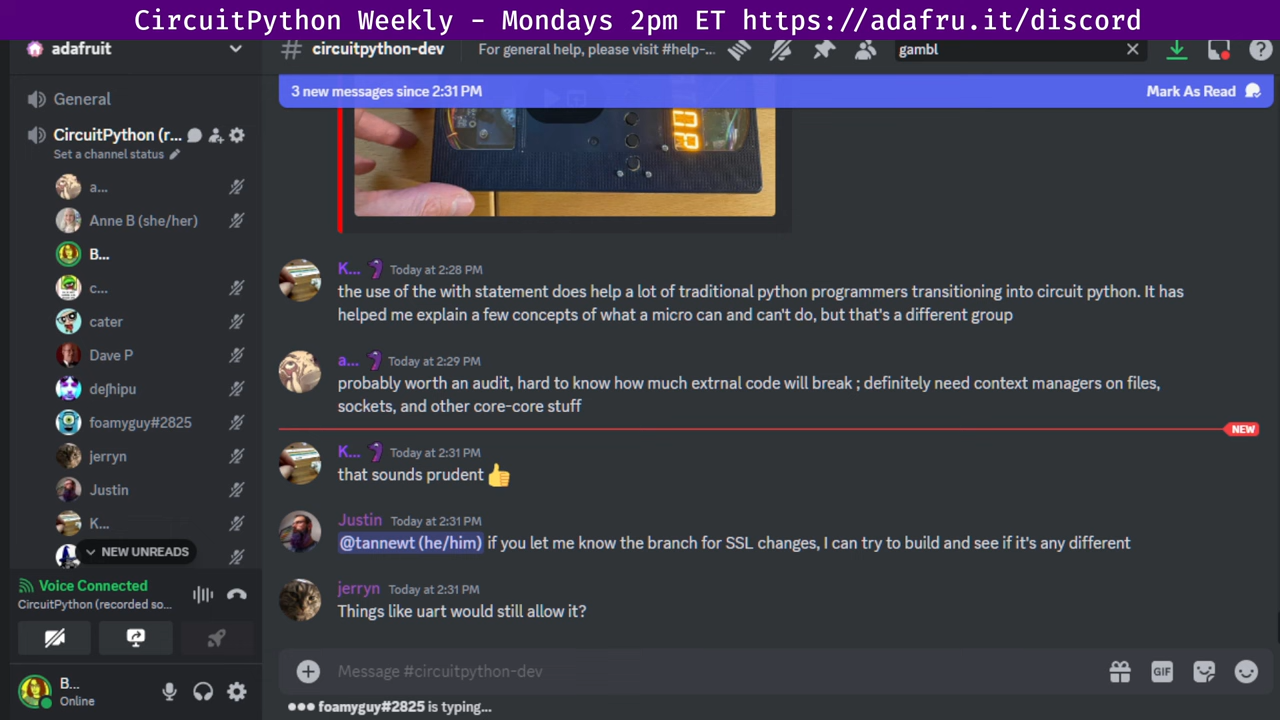 CircuitPython Weekly - Mondays 2pm ET https://adafru.it/discord
adafruit
# circuitpython-dev
For general help, please visit #help-...
gambl
General
CircuitPython (r...
Set a channel status
a...
Anne B (she/her)
B...
c...
cater
Dave P
deʃhipu
foamyguy#2825
jerryn
Justin
K...
NEW UNREADS
Voice Connected
CircuitPython (recorded so...
B...
Online
3 new messages since 2:31 PM
Mark As Read
K... Today at 2:28 PM
the use of the with statement does help a lot of traditional python programmers transitioning into circuit python. It has
helped me explain a few concepts of what a micro can and can't do, but that's a different group
a... Today at 2:29 PM
probably worth an audit, hard to know how much extrnal code will break ; definitely need context managers on files,
sockets, and other core-core stuff
NEW
K... Today at 2:31 PM
that sounds prudent 👍
Justin Today at 2:31 PM
@tannewt (he/him) if you let me know the branch for SSL changes, I can try to build and see if it's any different
jerryn Today at 2:31 PM
Things like uart would still allow it?
Message #circuitpython-dev
GIF
foamyguy#2825 is typing...